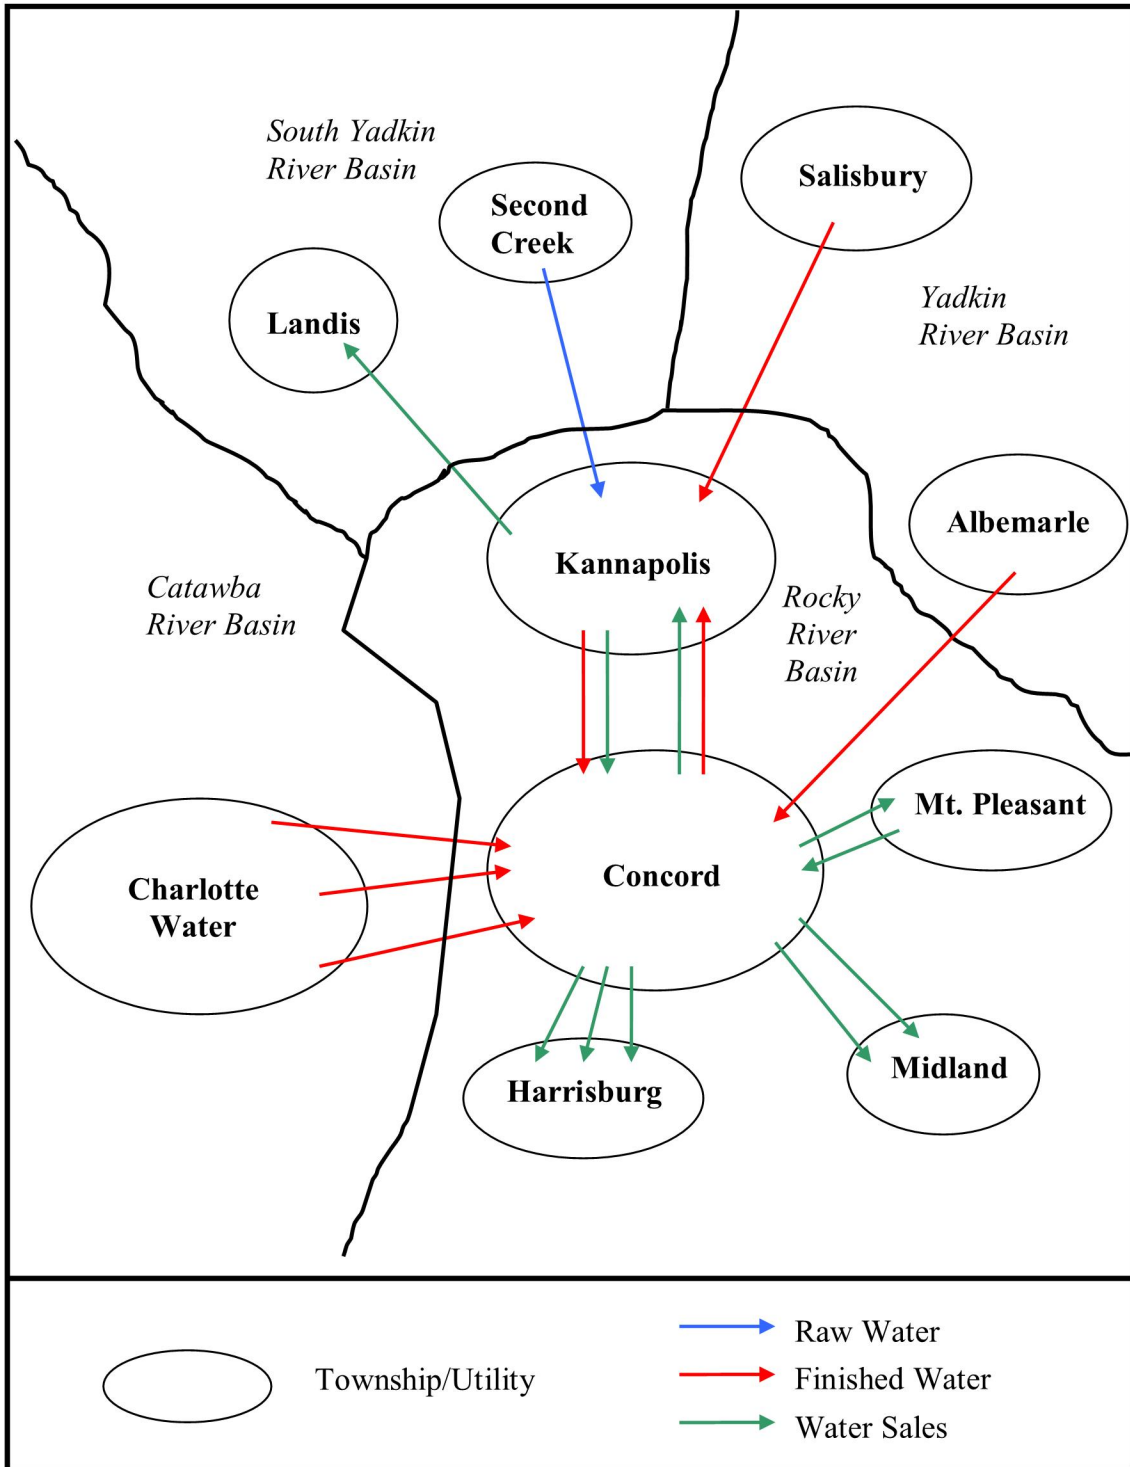 South Yadkin
River Basin
Second
Creek
Salisbury
Landis
Yadkin
River Basin
Albemarle
Kannapolis
Catawba
River Basin
Rocky
River
Basin
Mt. Pleasant
Charlotte
Water
Concord
Harrisburg
Midland
Township/Utility
Raw Water
Finished Water
Water Sales